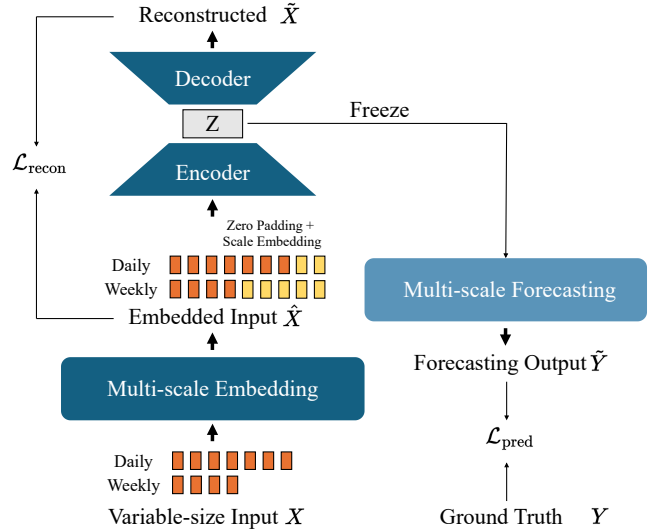 Reconstructed X̃
Decoder
Z
Freeze
ℒrecon
Encoder
Zero Padding +
Scale Embedding
Daily
Weekly
Embedded Input X̂
Multi-scale Embedding
Daily
Weekly
Variable-size Input X
Multi-scale Forecasting
Forecasting Output Ỹ
ℒpred
Ground Truth Y